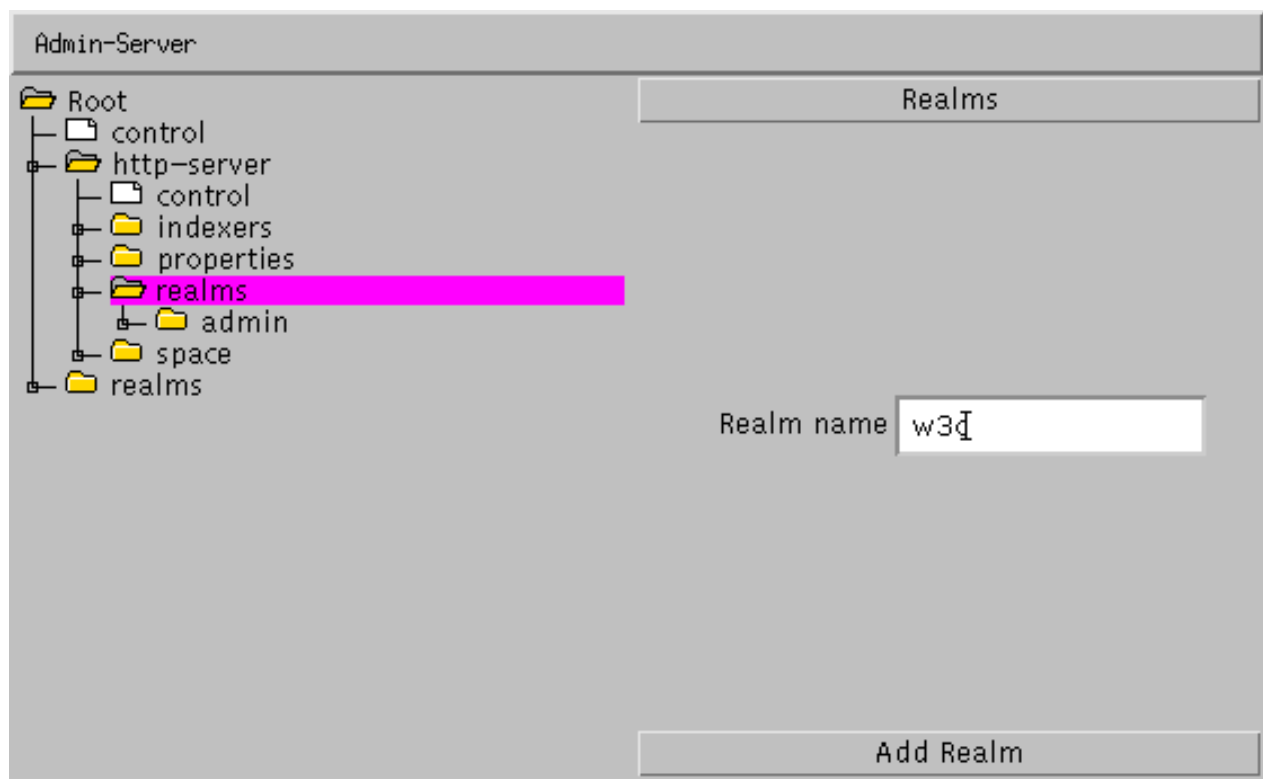 Admin-Server
Root
control
http-server
control
indexers
properties
realms
admin
space
realms
Realms
Realm name w3c
Add Realm